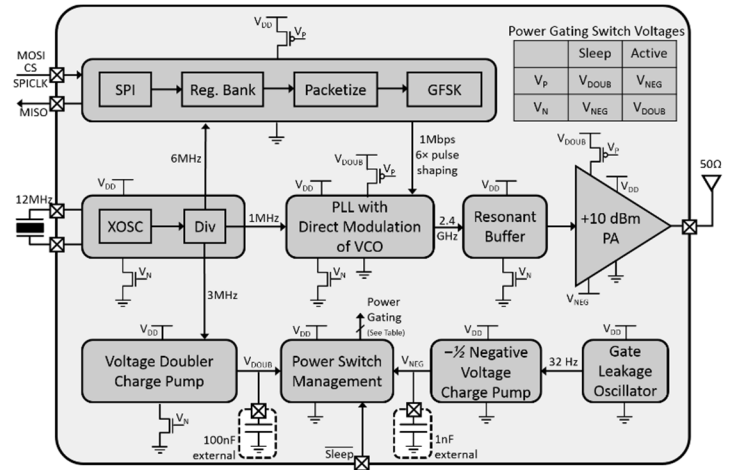 Power Gating Switch Voltages
Sleep Active
VP VDOUB VNEG
VN VNEG VDOUB
VDD
VP
MOSI
CS
SPICLK
MISO
SPI
Reg. Bank
Packetize
GFSK
6MHz
1Mbps
6× pulse
shaping
VDOUB
VP
VDD
50Ω
12MHz
VDD
XOSC
Div
1MHz
VDD
VDOUB
VP
PLL with
Direct Modulation
of VCO
2.4
GHz
VDD
Resonant
Buffer
+10 dBm
PA
VN
VN
VN
VNEG
3MHz
Power
Gating
(See Table)
VDD
Voltage Doubler
Charge Pump
VDOUB
VDD
Power Switch
Management
VNEG
VDD
–½ Negative
Voltage
Charge Pump
32 Hz
VDD
Gate
Leakage
Oscillator
VN
100nF
external
Sleep
1nF
external